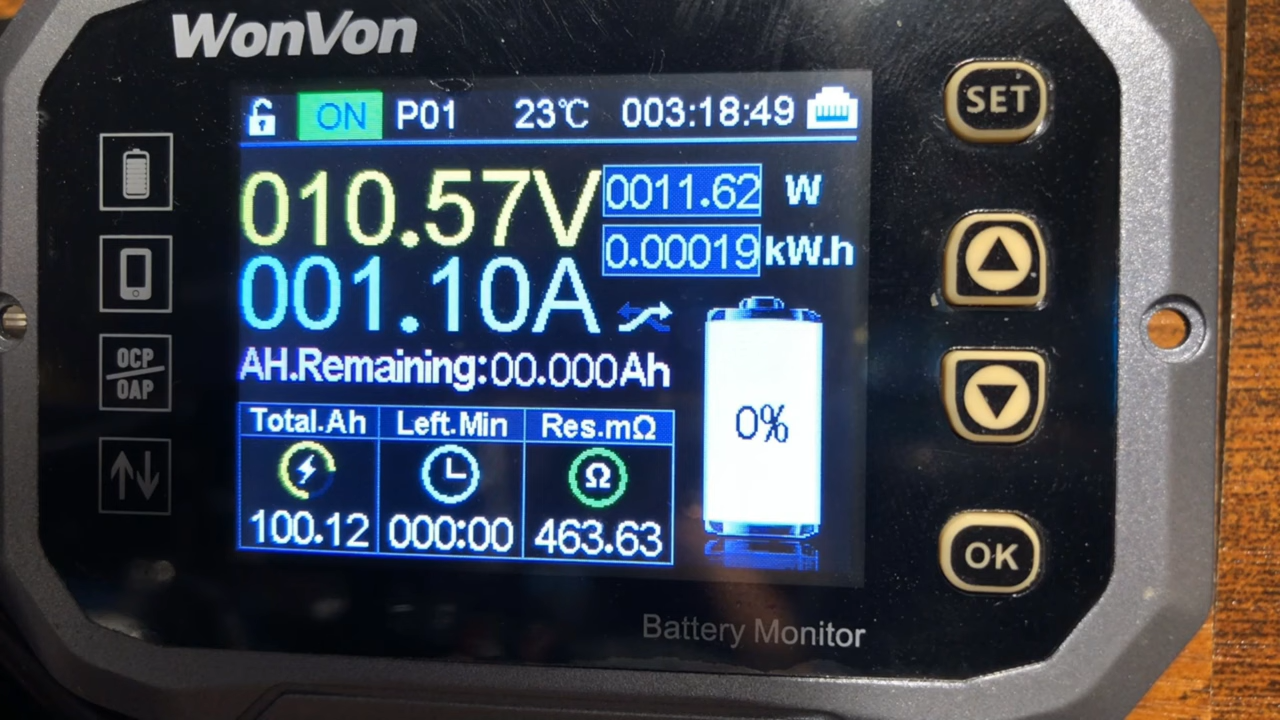 WonVon
ON P01 23℃ 003:18:49
SET
010.57V 0011.62 W
0.00019 kW.h
001.10A
AH.Remaining:00.000Ah
OCP
OAP
Total.Ah Left.Min Res.mΩ
0%
Ω
100.12 000:00 463.63
OK
Battery Monitor